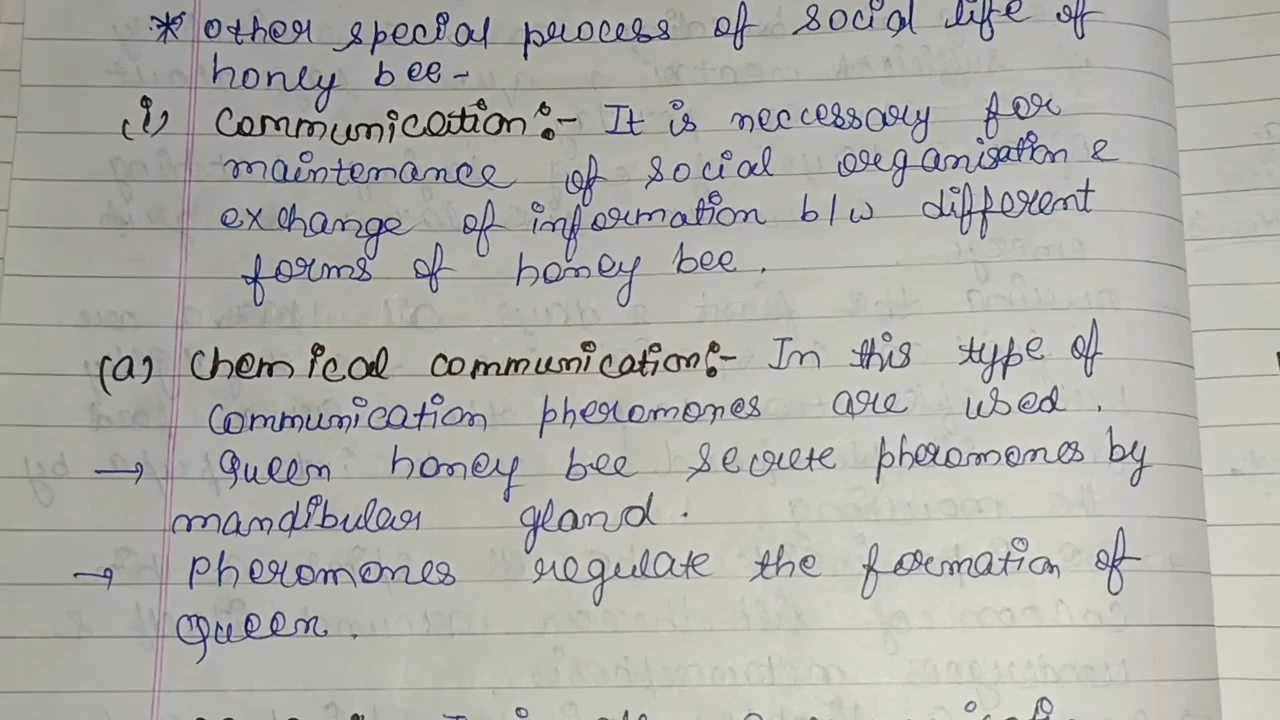 * other special process of social life of
honey bee-
(i) communication:- It is neccessary for
maintenance of social organisation &
exchange of information b/w different
forms of honey bee.
(a) chemical communication:- In this type of
communication pheromones are used.
→ Queen honey bee secrete pheromones by
mandibular gland.
→ Pheromones regulate the formation of
Queen.